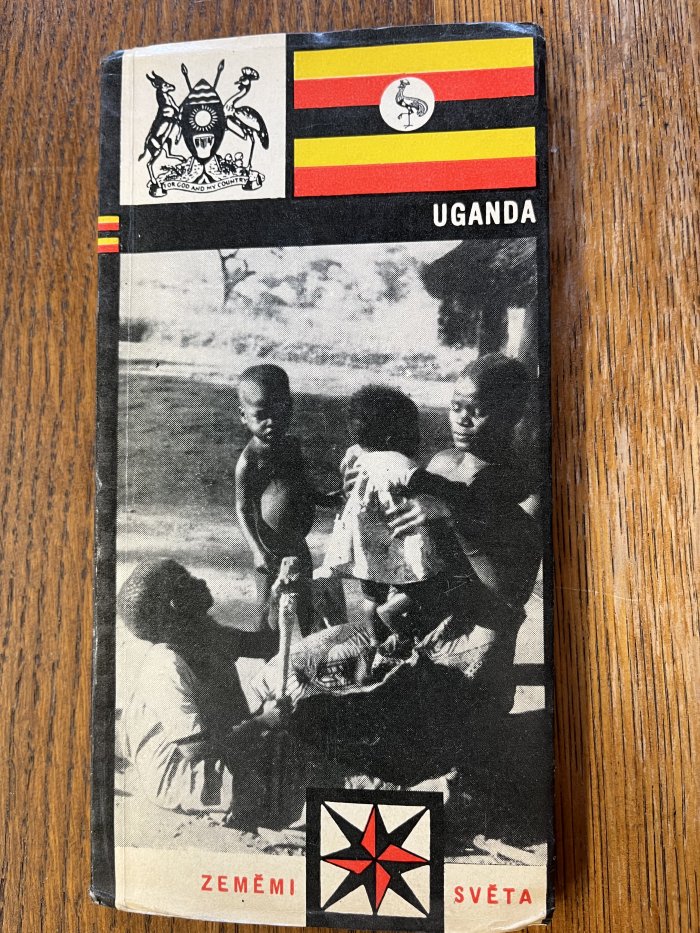 FOR GOD AND MY COUNTRY
UGANDA
ZEMĚMI SVĚTA